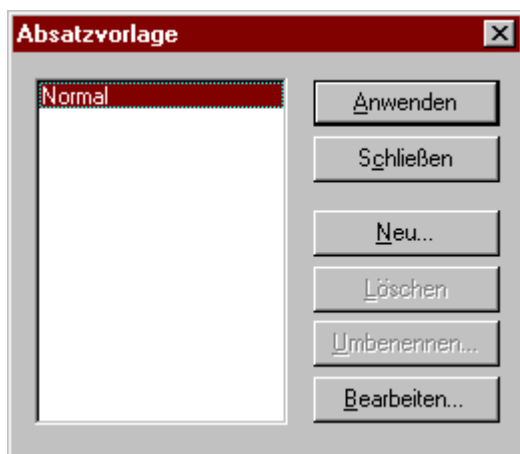 Absatzvorlage
Normal
Anwenden
Schließen
Neu...
Löschen
Umbenennen...
Bearbeiten...